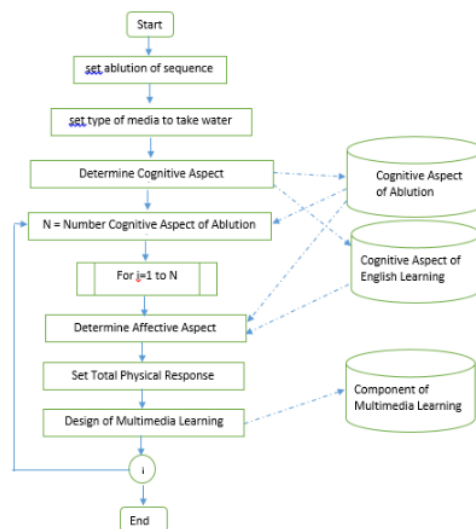 Start
set ablution of sequence
set type of media to take water
Determine Cognitive Aspect
Cognitive Aspect
of Ablution
N = Number Cognitive Aspect of Ablution
For i=1 to N
Cognitive Aspect of
English Learning
Determine Affective Aspect
Set Total Physical Response
Component of
Multimedia Learning
Design of Multimedia Learning
i
End